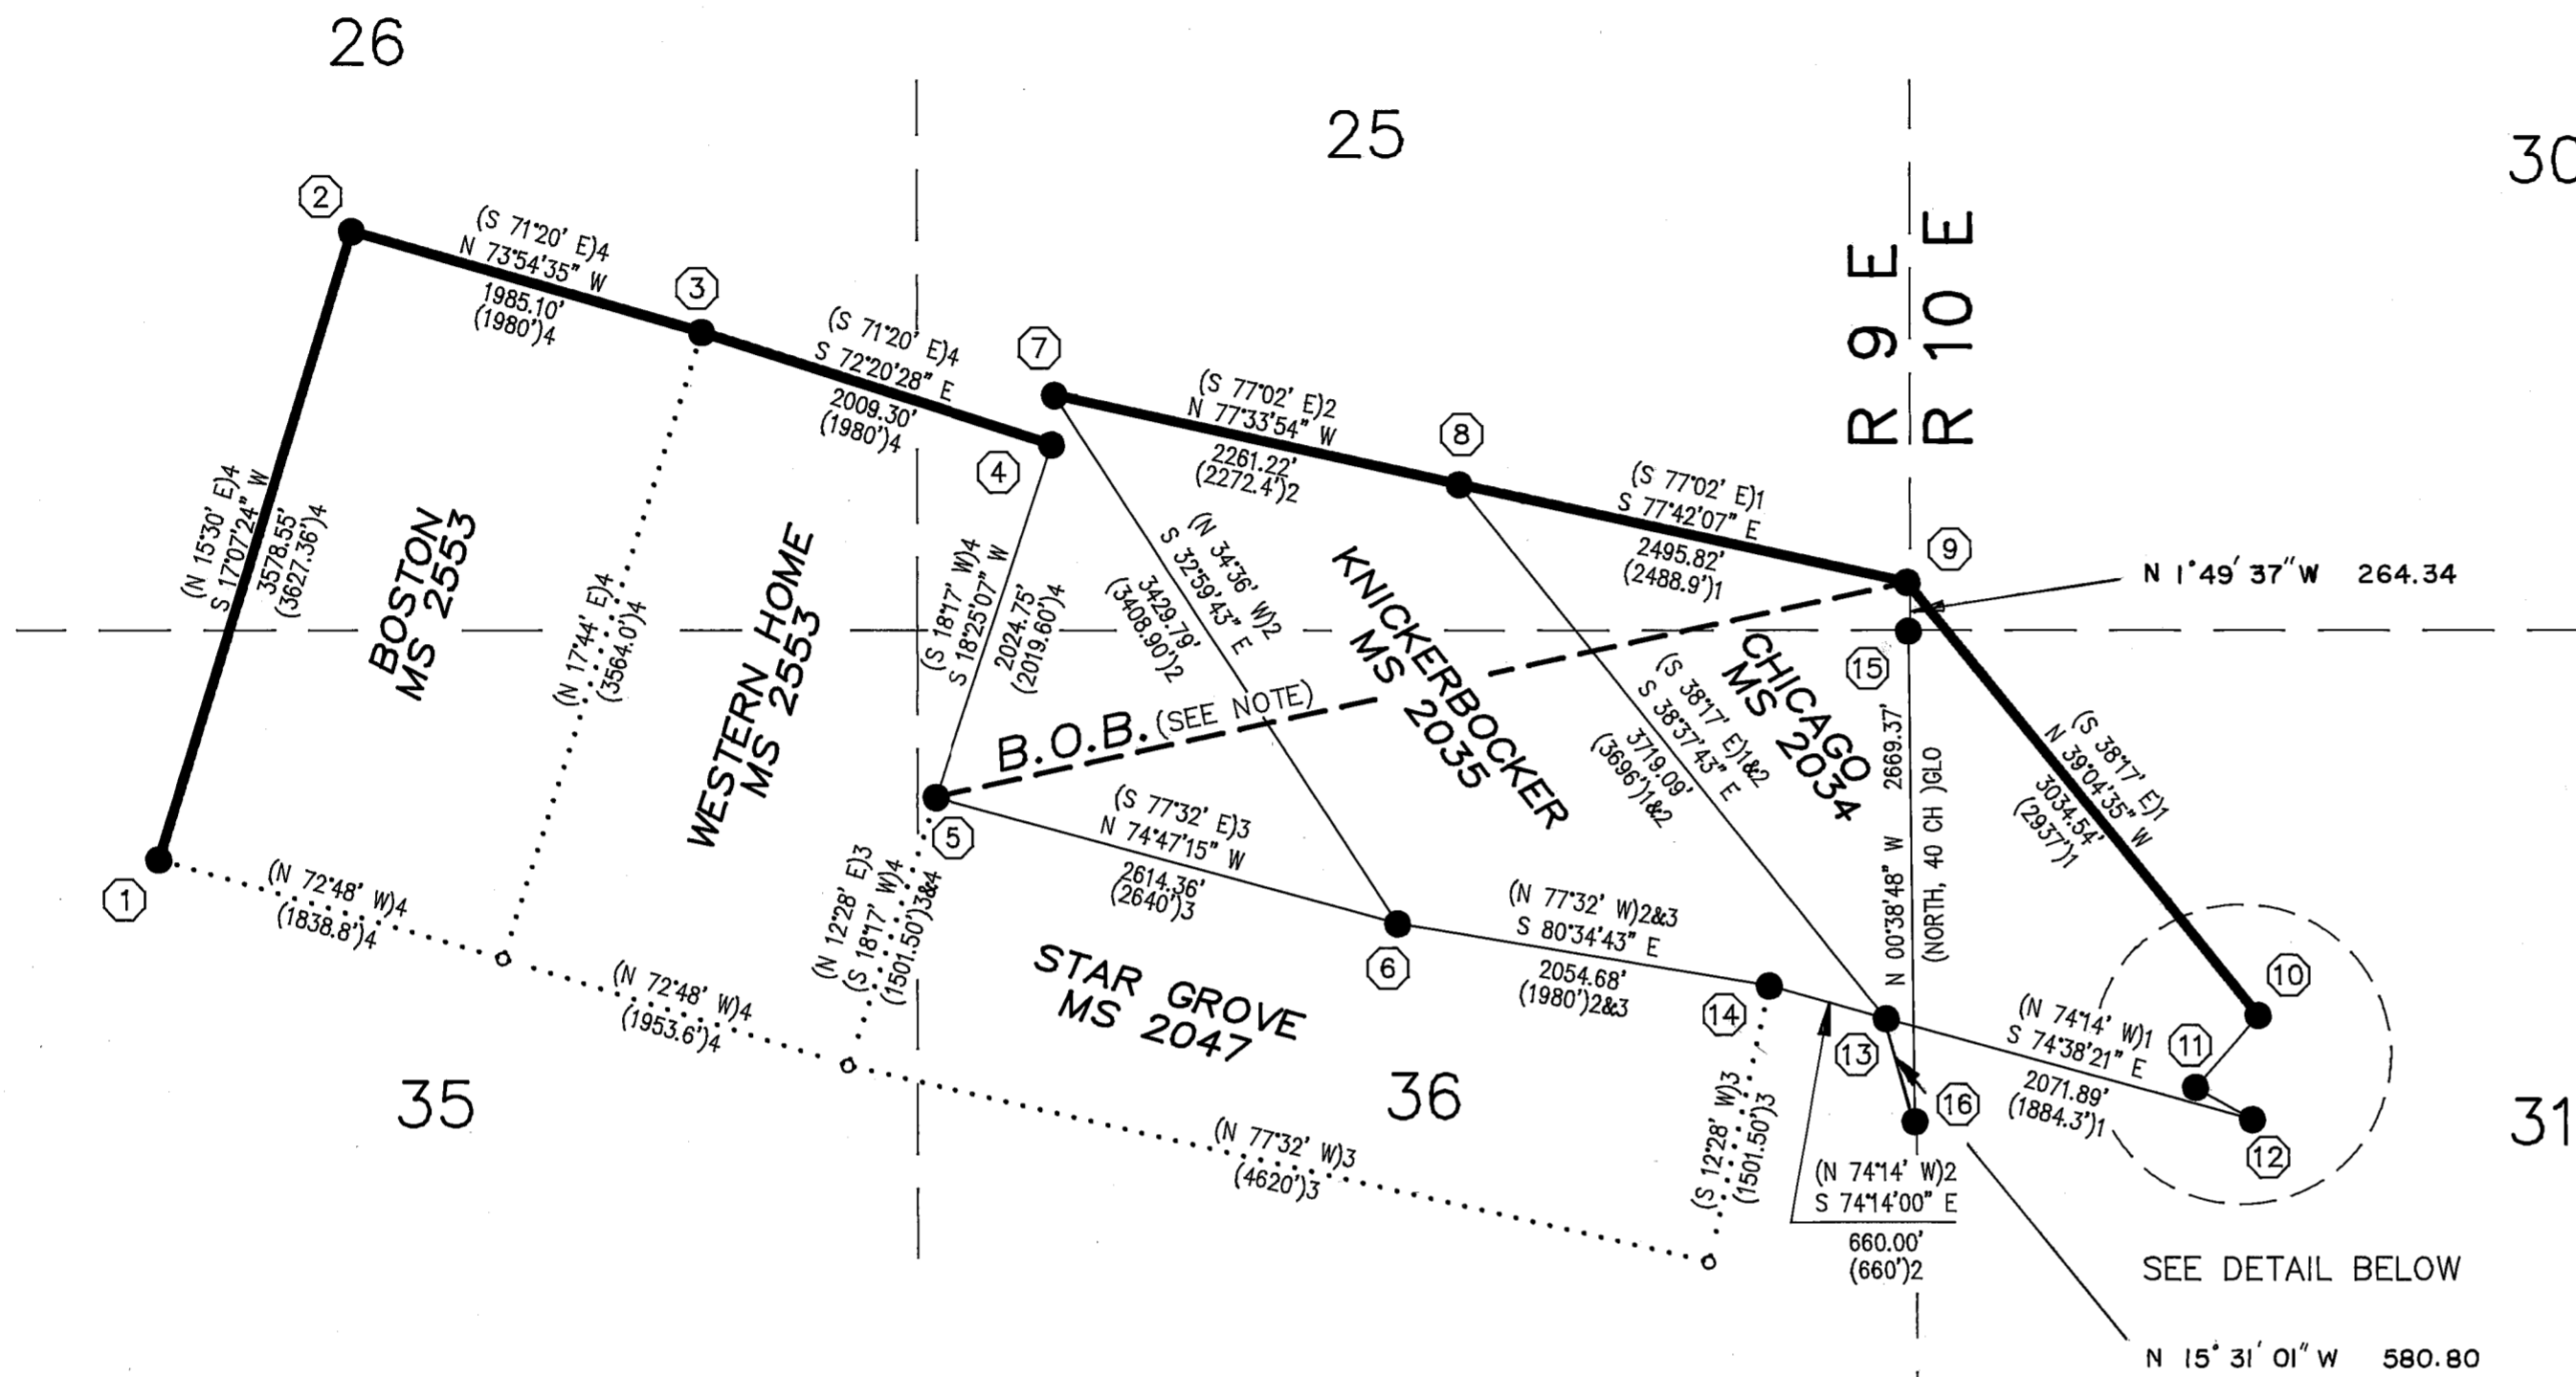 26
25
30
R 9 E
R 10 E
2
(S 71°20' E)4
N 73°54'35" W
1985.10'
(1980')4
3
(S 71°20' E)4
S 72°20'28" E
2009.30'
(1980')4
7
4
(S 77°02' E)2
N 77°33'54" W
2261.22'
(2272.4')2
8
(S 77°02' E)1
S 77°42'07" E
2495.82'
(2488.9')1
9
N 1°49'37"W 264.34
15
(N 15°30' E)4
S 17°07'24" W
3578.55'
(3627.36')4
BOSTON
MS 2553
(N 17°44' E)4
(3564.0')4
WESTERN HOME
MS 2553
(S 18°17' W)4
S 18°25'07" W
2024.75'
(2019.60')4
(N 34°36' W)2
S 32°59'43" E
3429.79'
(3408.90')2
KNICKERBOCKER
MS 2035
(S 38°17' E)1&2
S 38°37'43" E
3719.09'
(3696')1&2
CHICAGO
MS 2034
N 00°38'48" W 2669.37'
(NORTH, 40 CH )GLO
(S 38°17' E)1
N 39°04'35" W
3034.54'
(2937')1
B.O.B. (SEE NOTE)
5
(S 77°32' E)3
N 74°47'15" W
2614.36'
(2640')3
1
(N 72°48' W)4
(1838.8')4
(N 72°48' W)4
(1953.6')4
(N 12°28' E)3
(S 18°17' W)4
(1501.50')3&4
6
(N 77°32' W)2&3
S 80°34'43" E
2054.68'
(1980')2&3
14
13
STAR GROVE
MS 2047
10
11
12
(N 74°14' W)1
S 74°38'21" E
2071.89'
(1884.3')1
16
35
36
31
(N 77°32' W)3
(4620')3
(S 12°28' W)3
(1501.50')3
(N 74°14' W)2
S 74°14'00" E
660.00'
(660')2
SEE DETAIL BELOW
N 15°31'01"W 580.80